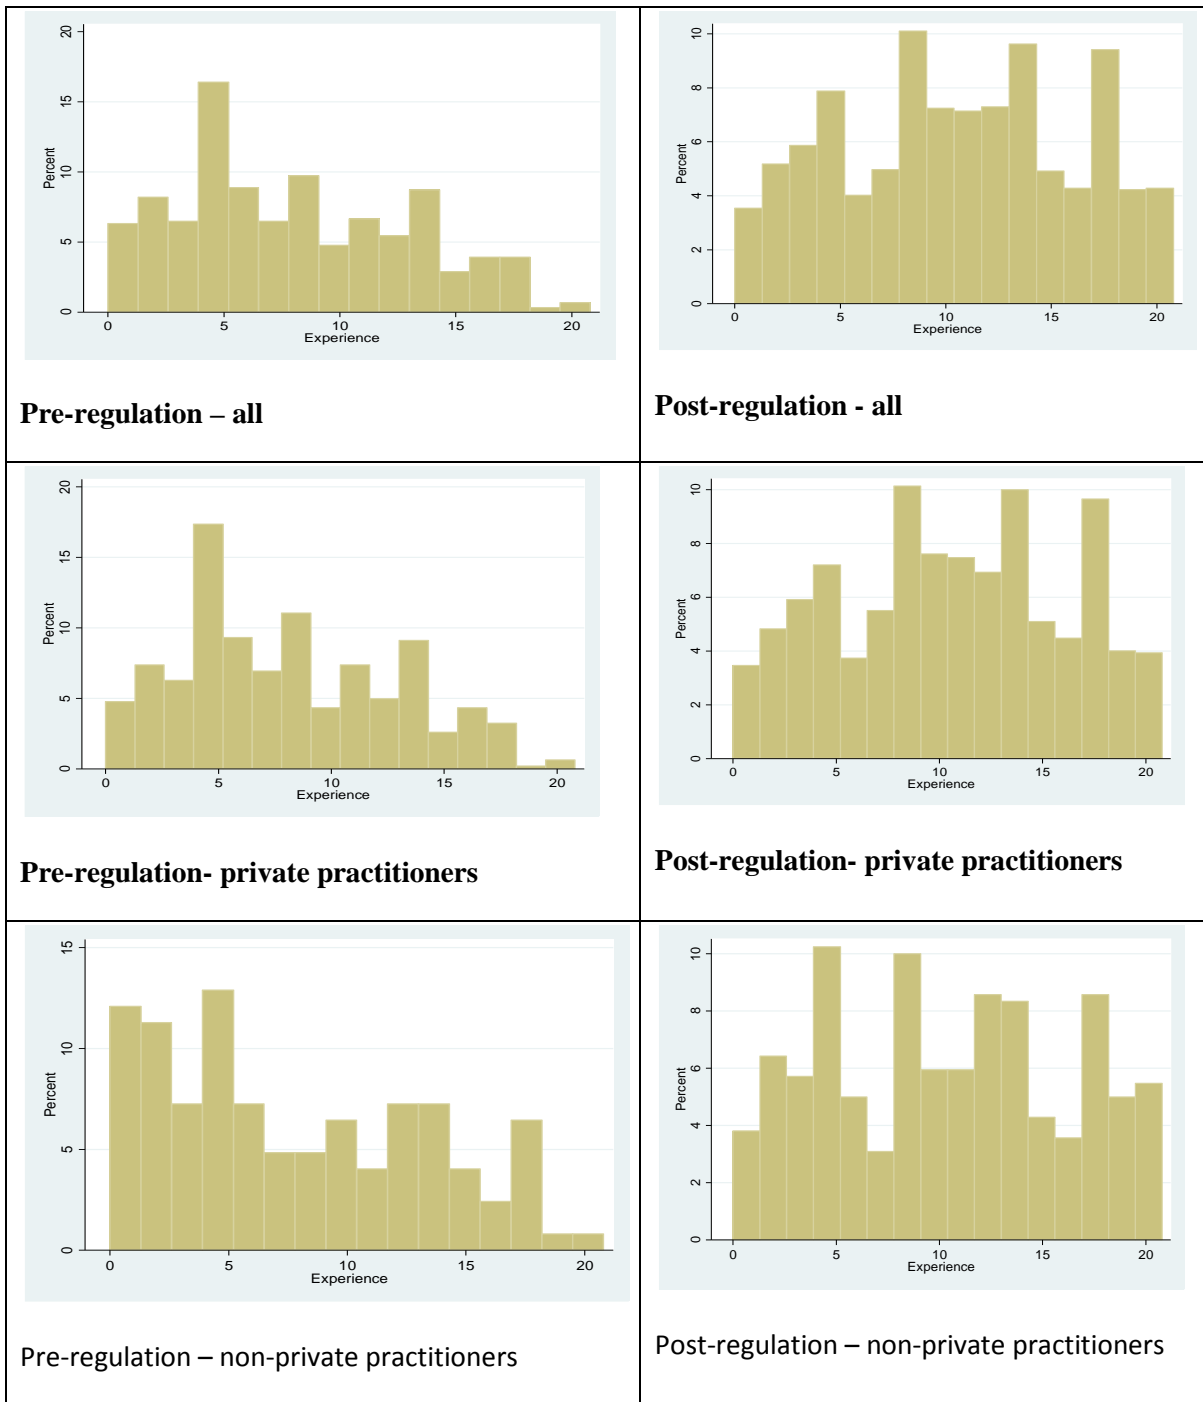 20
15
10
5
0
Percent
0 5 10 15 20
Experience
Pre-regulation – all
10
8
6
4
2
0
Percent
0 5 10 15 20
Experience
Post-regulation - all
20
15
10
5
0
Percent
0 5 10 15 20
Experience
Pre-regulation- private practitioners
10
8
6
4
2
0
Percent
0 5 10 15 20
Experience
Post-regulation- private practitioners
15
10
5
0
Percent
0 5 10 15 20
Experience
Pre-regulation – non-private practitioners
10
8
6
4
2
0
Percent
0 5 10 15 20
Experience
Post-regulation – non-private practitioners